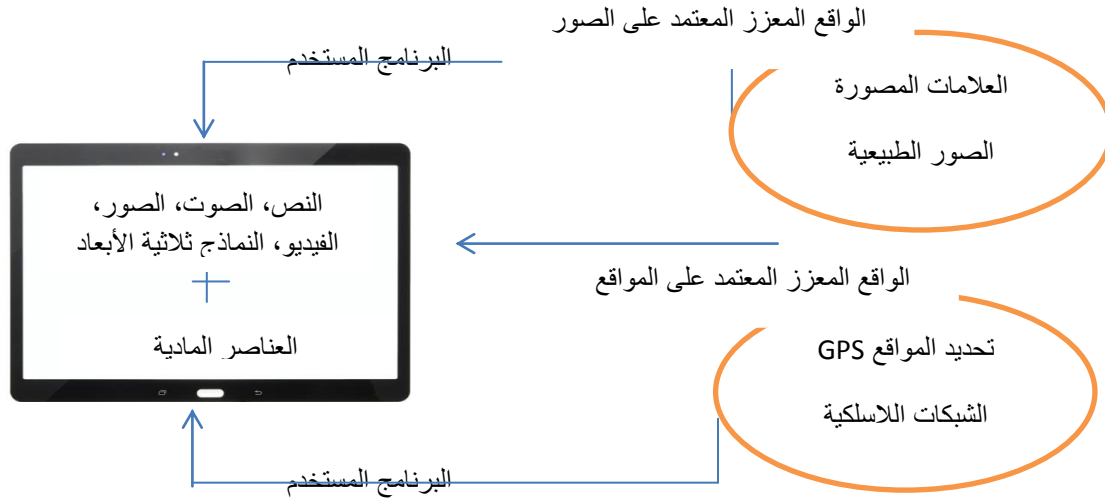 الواقع المعزز المعتمد على الصور
البرنامج المستخدم
العلامات المصورة
الصور الطبيعية
النص، الصوت، الصور،
الفيديو، النماذج ثلاثية الأبعاد
العناصر المادية
الواقع المعزز المعتمد على المواقع
تحديد المواقع GPS
الشبكات اللاسلكية
البرنامج المستخدم